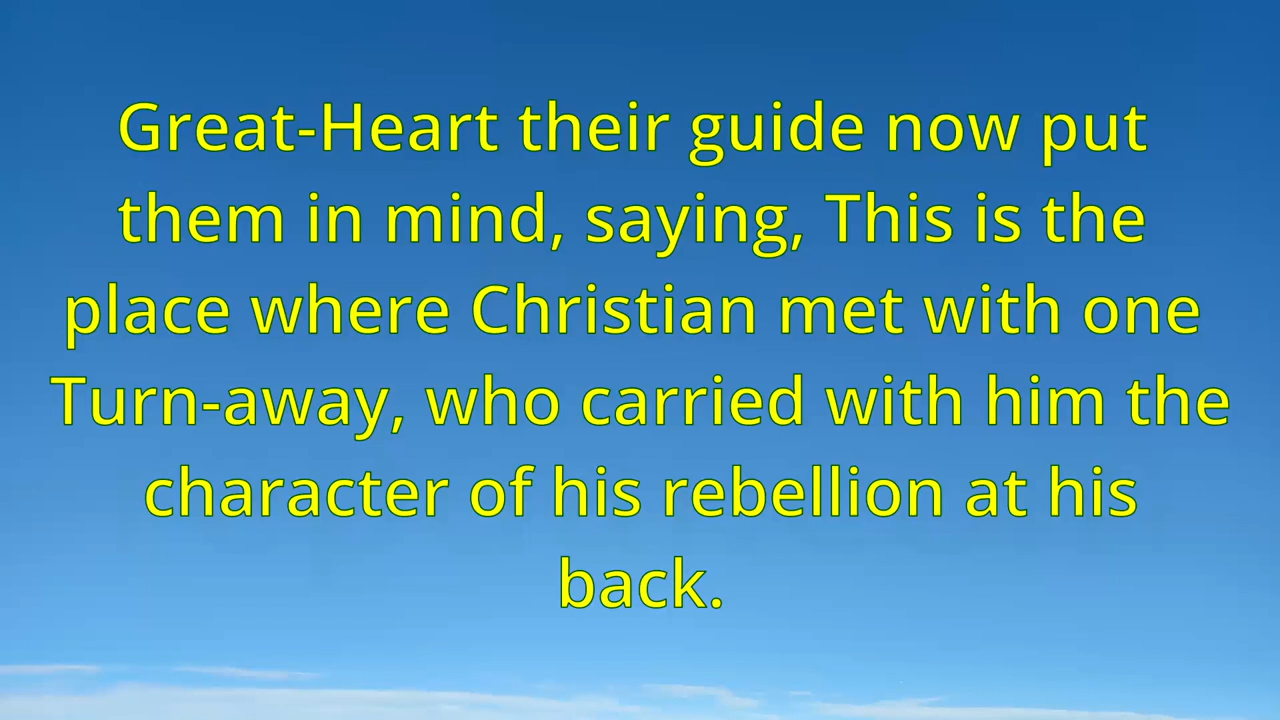 Great-Heart their guide now put
them in mind, saying, This is the
place where Christian met with one
Turn-away, who carried with him the
character of his rebellion at his
back.